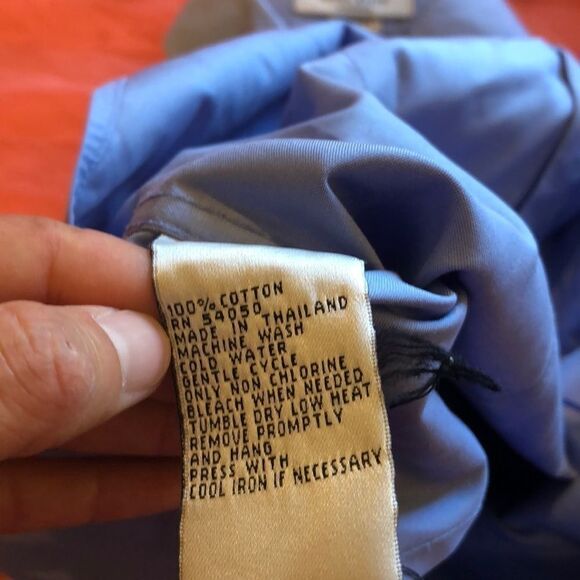 100% COTTON
RN 54050
MADE IN THAILAND
MACHINE WASH
COLD WATER
GENTLE CYCLE
ONLY NON CHLORINE
BLEACH WHEN NEEDED
TUMBLE DRY LOW HEAT
REMOVE PROMPTLY
AND HANG
PRESS WITH
COOL IRON IF NECESSARY